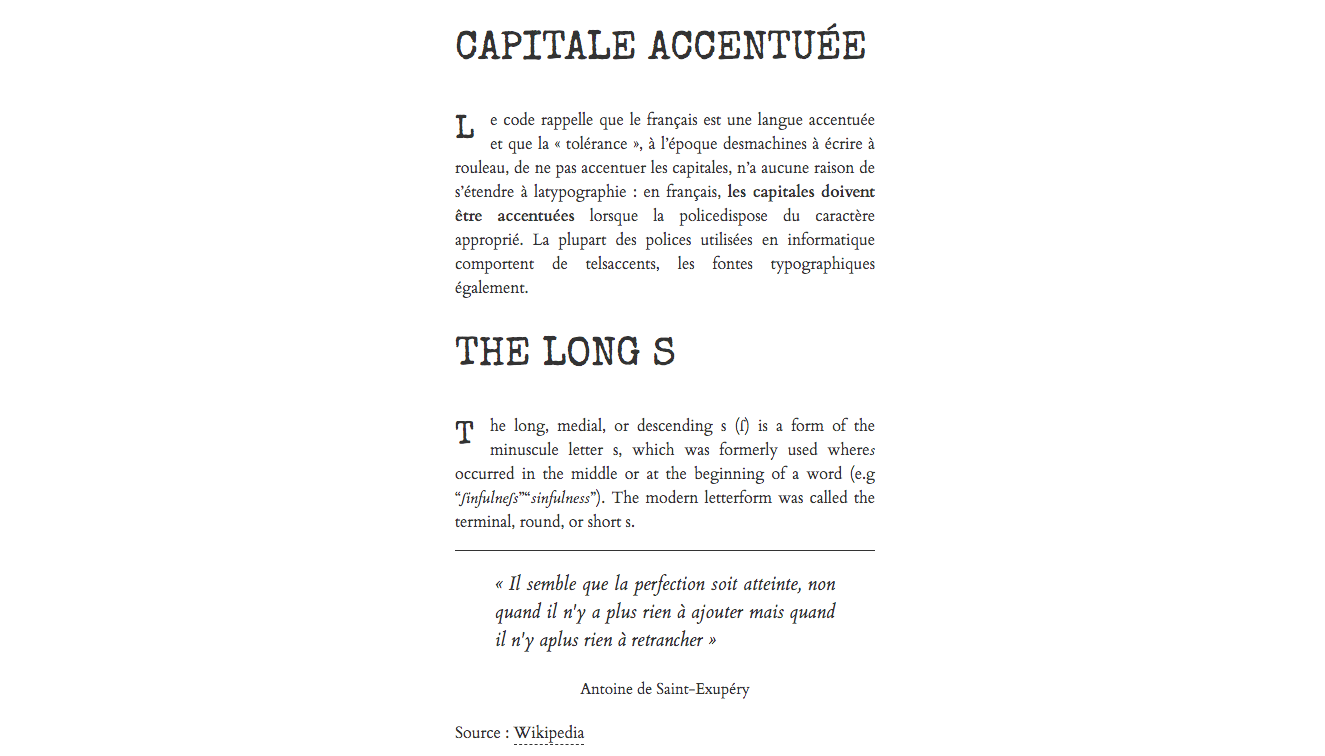 CAPITALE ACCENTUÉE
Le code rappelle que le français est une langue accentuée
et que la « tolérance », à l’époque desmachines à écrire à
rouleau, de ne pas accentuer les capitales, n’a aucune raison de
s’étendre à latypographie : en français, les capitales doivent
être accentuées lorsque la policedispose du caractère
approprié. La plupart des polices utilisées en informatique
comportent de telsaccents, les fontes typographiques
également.
THE LONG S
The long, medial, or descending s (ſ) is a form of the
minuscule letter s, which was formerly used wheres
occurred in the middle or at the beginning of a word (e.g
“ſinfulneſs”“sinfulness”). The modern letterform was called the
terminal, round, or short s.
« Il semble que la perfection soit atteinte, non
quand il n'y a plus rien à ajouter mais quand
il n'y aplus rien à retrancher »
Antoine de Saint-Exupéry
Source : Wikipedia